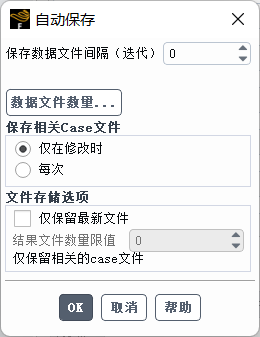 自动保存
保存数据文件间隔（迭代） 0
数据文件数量...
保存相关Case文件
仅在修改时
每次
文件存储选项
仅保留最新文件
结果文件数量限值 0
仅保留相关的case文件
OK 取消 帮助